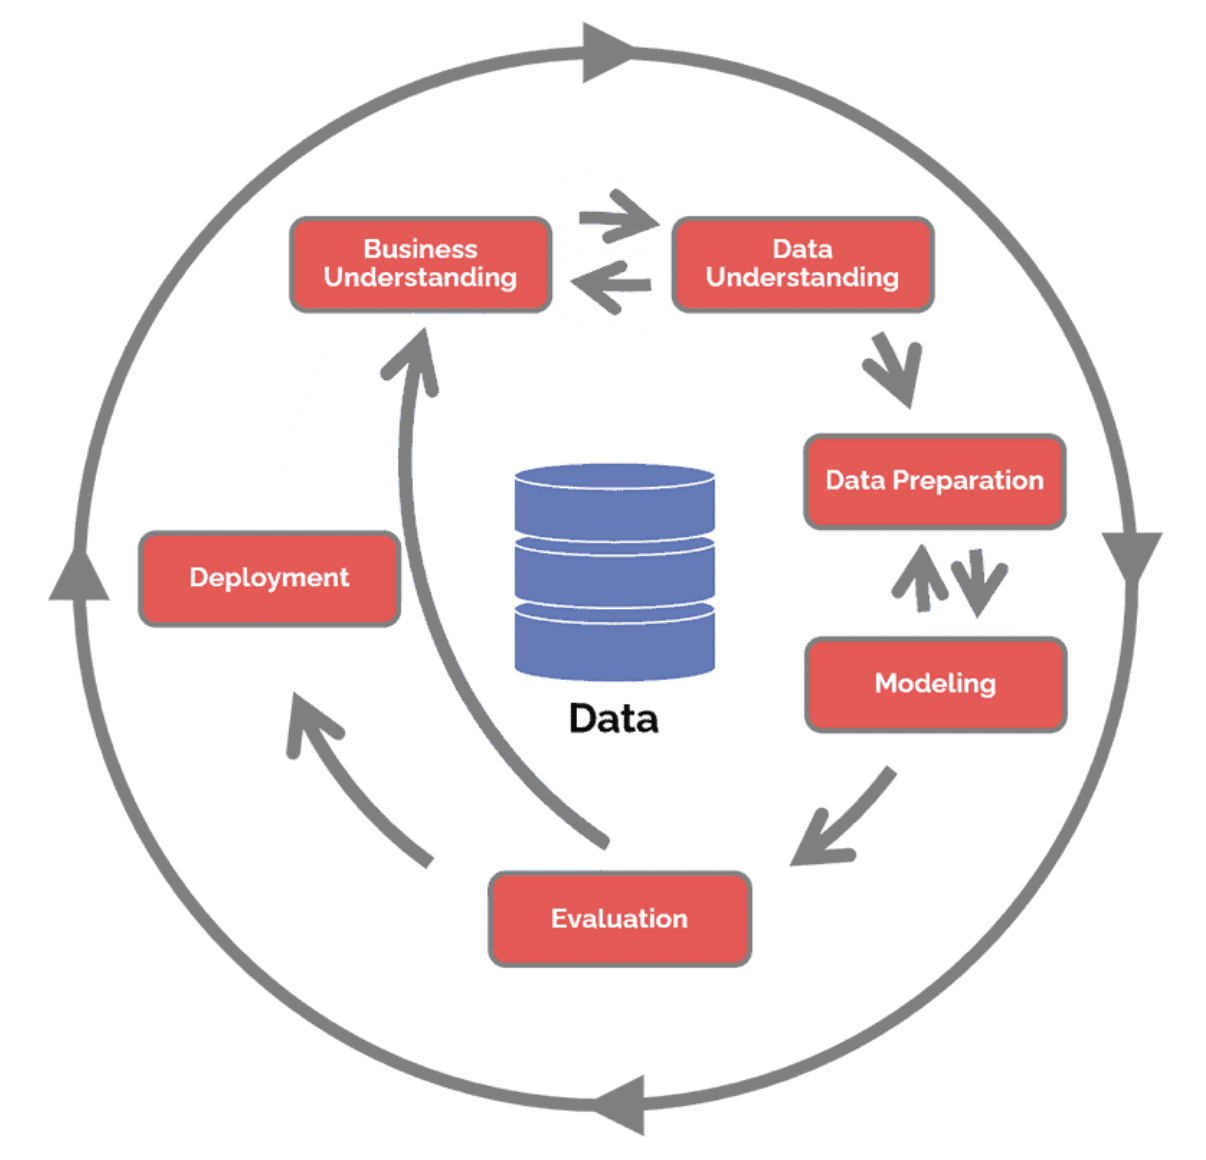 Business
Understanding
Data
Understanding
Data Preparation
Deployment
Modeling
Data
Evaluation